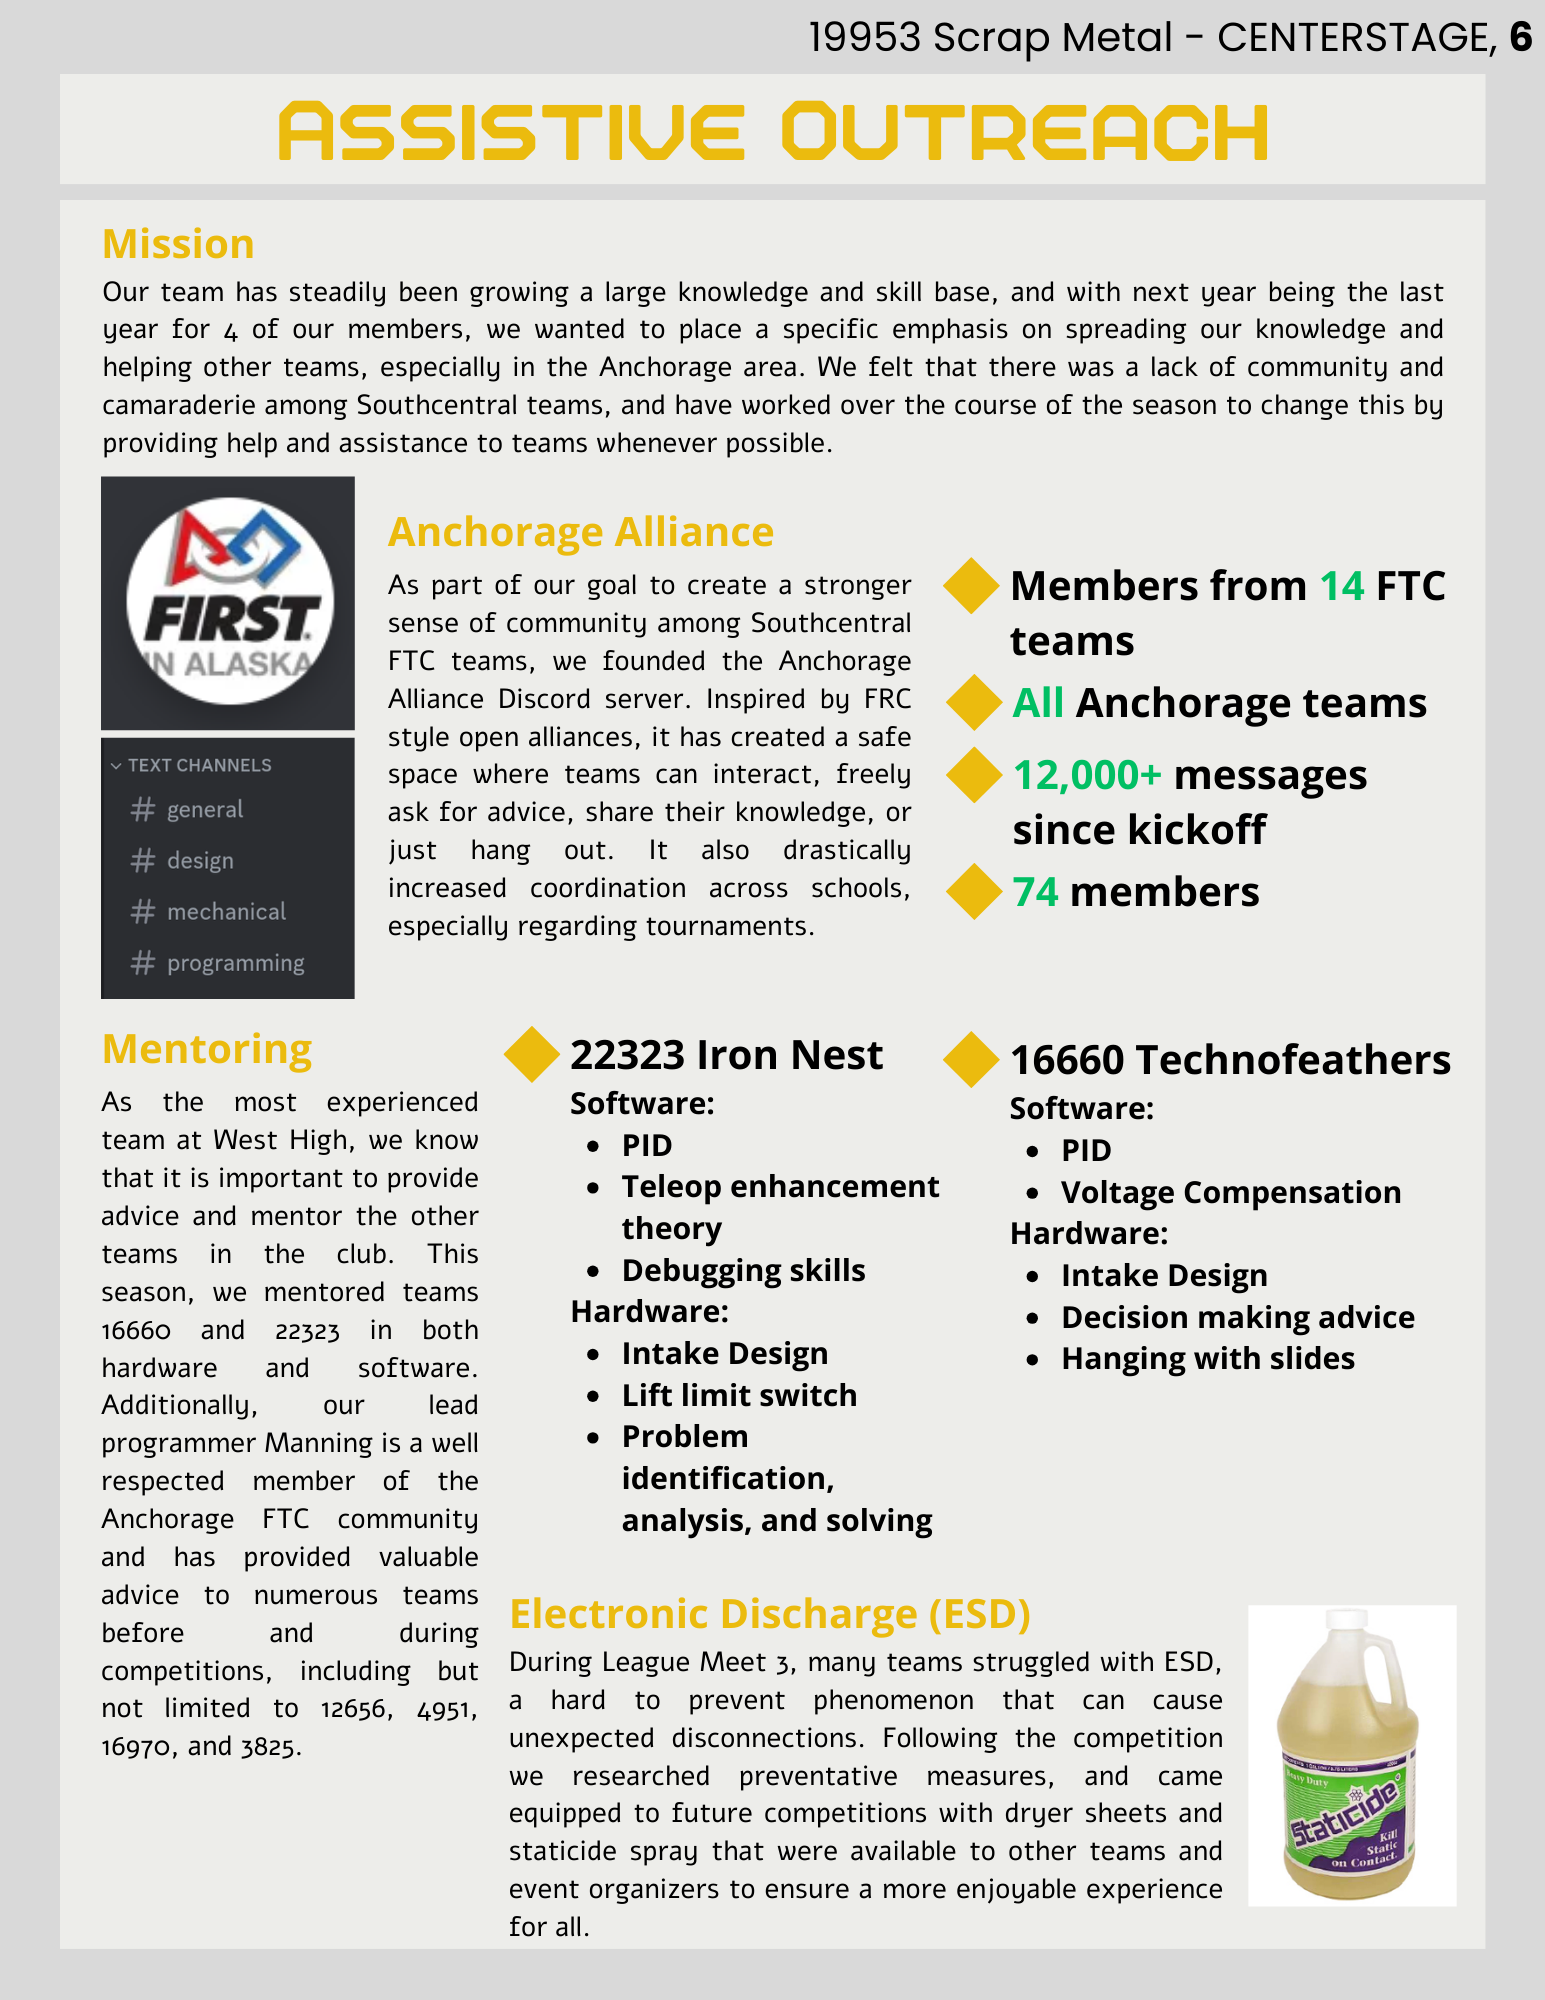 19953 Scrap Metal - CENTERSTAGE, 6
ASSISTIVE OUTREACH
Mission
Our team has steadily been growing a large knowledge and skill base, and with next year being the last
year for 4 of our members, we wanted to place a specific emphasis on spreading our knowledge and
helping other teams, especially in the Anchorage area. We felt that there was a lack of community and
camaraderie among Southcentral teams, and have worked over the course of the season to change this by
providing help and assistance to teams whenever possible.
FIRST
IN ALASKA
TEXT CHANNELS
# general
# design
# mechanical
# programming
Anchorage Alliance
As part of our goal to create a stronger
sense of community among Southcentral
FTC teams, we founded the Anchorage
Alliance Discord server. Inspired by FRC
style open alliances, it has created a safe
space where teams can interact, freely
ask for advice, share their knowledge, or
just hang out. It also drastically
increased coordination across schools,
especially regarding tournaments.
Members from 14 FTC
teams
All Anchorage teams
12,000+ messages
since kickoff
74 members
Mentoring
As the most experienced
team at West High, we know
that it is important to provide
advice and mentor the other
teams in the club. This
season, we mentored teams
16660 and 22323 in both
hardware and software.
Additionally, our lead
programmer Manning is a well
respected member of the
Anchorage FTC community
and has provided valuable
advice to numerous teams
before and during
competitions, including but
not limited to 12656, 4951,
16970, and 3825.
22323 Iron Nest
Software:
• PID
• Teleop enhancement
theory
• Debugging skills
Hardware:
• Intake Design
• Lift limit switch
• Problem
identification,
analysis, and solving
16660 Technofeathers
Software:
• PID
• Voltage Compensation
Hardware:
• Intake Design
• Decision making advice
• Hanging with slides
Electronic Discharge (ESD)
During League Meet 3, many teams struggled with ESD,
a hard to prevent phenomenon that can cause
unexpected disconnections. Following the competition
we researched preventative measures, and came
equipped to future competitions with dryer sheets and
staticide spray that were available to other teams and
event organizers to ensure a more enjoyable experience
for all.
Heavy Duty
Staticide
Kill
Static
on Contact.